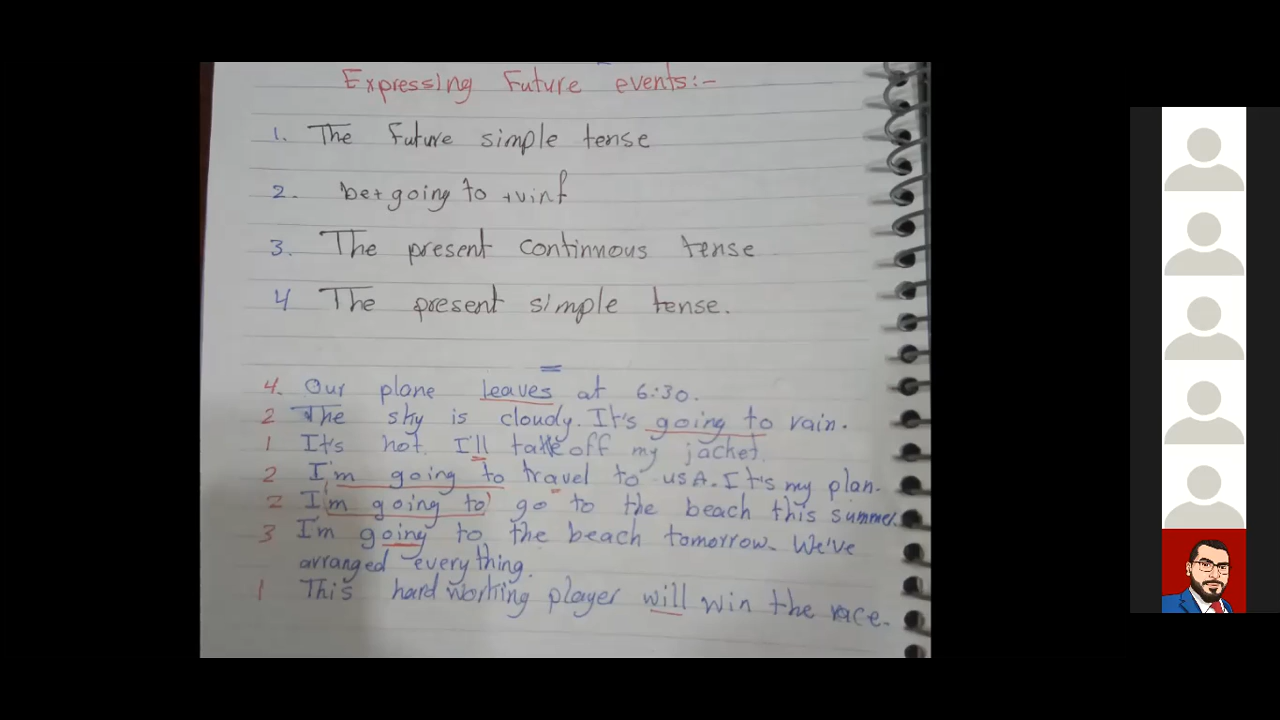 Expressing Future events:-
1. The Future simple tense
2. be+going to +vinf
3. The present continuous tense
4 The present simple tense.
4. Our plane leaves at 6:30.
2 The sky is cloudy. It's going to rain.
1 It's hot. I'll take off my jacket.
2 I'm going to travel to usA. It's my plan.
2 I'm going to go to the beach this summer.
3 I'm going to the beach tomorrow. We've
arranged everything.
1 This hard working player will win the race.